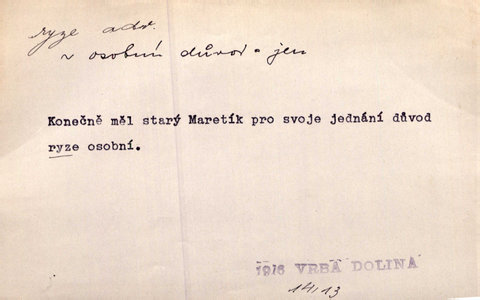 ryze adv.
v osobní důvod = jen
Konečně měl starý Maretík pro svoje jednání důvod
ryze osobní.
1916 VRBA DOLINA
14,13